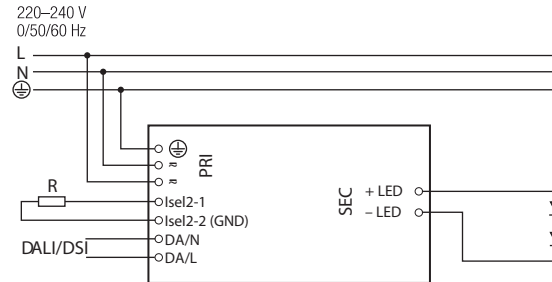 220–240 V
0/50/60 Hz
L
N
PRI
≂
≂
R
Isel2-1
Isel2-2 (GND)
DALI/DSI
DA/N
DA/L
SEC
+ LED
– LED